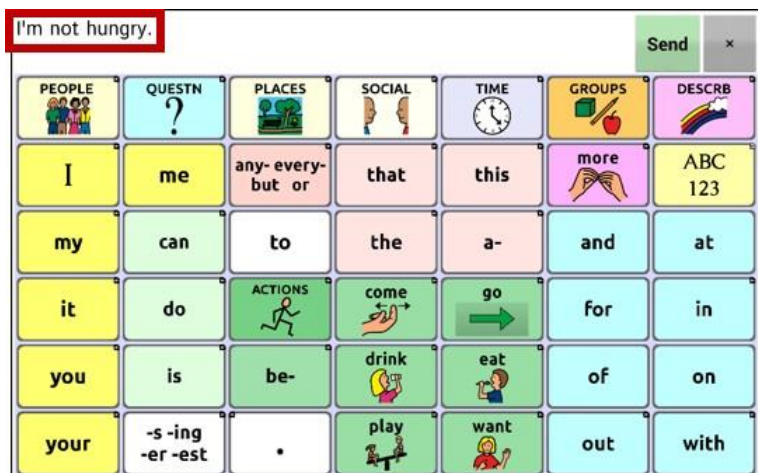 I'm not hungry.
Send ×
PEOPLE QUESTN ? PLACES SOCIAL TIME GROUPS DESCRB
I me any- every- that this more ABC
but or 123
my can to the a- and at
it do ACTIONS come go for in
you is be- drink eat of on
your -s -ing . play want out with
-er -est